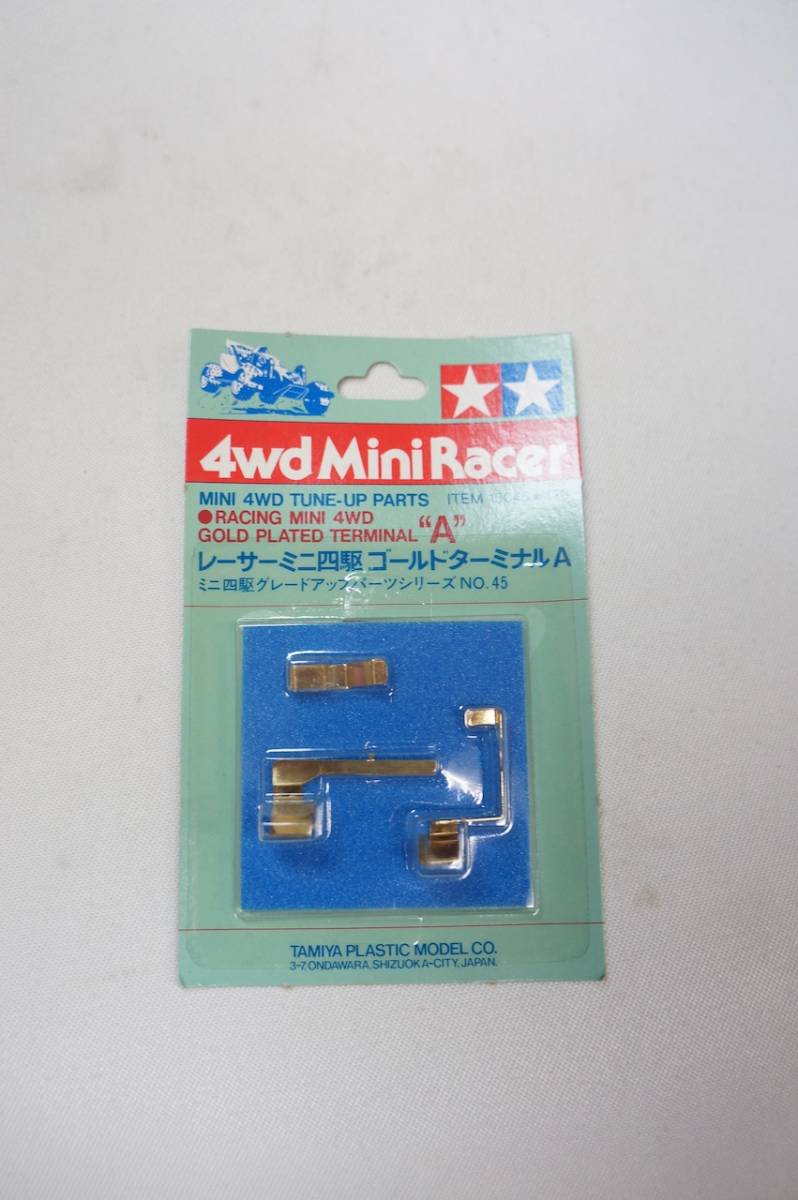 4wd Mini Racer
MINI 4WD TUNE-UP PARTS ITEM
●RACING MINI 4WD
GOLD PLATED TERMINAL "A"
レーサーミニ四駆 ゴールドターミナルA
ミニ四駆グレードアップパーツシリーズ NO.45
TAMIYA PLASTIC MODEL CO.
3-7, ONDAWARA, SHIZUOKA-CITY, JAPAN.